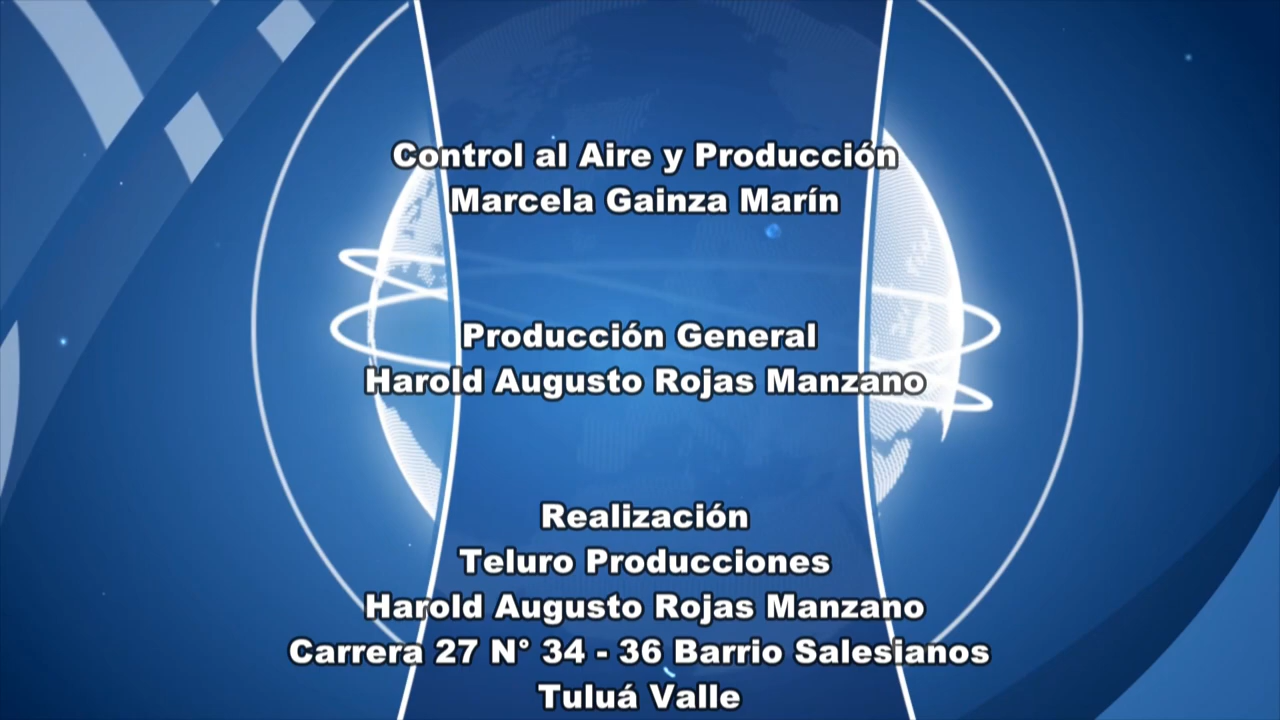 Control al Aire y Producción
Marcela Gainza Marín
Producción General
Harold Augusto Rojas Manzano
Realización
Teluro Producciones
Harold Augusto Rojas Manzano
Carrera 27 N° 34 - 36 Barrio Salesianos
Tuluá Valle